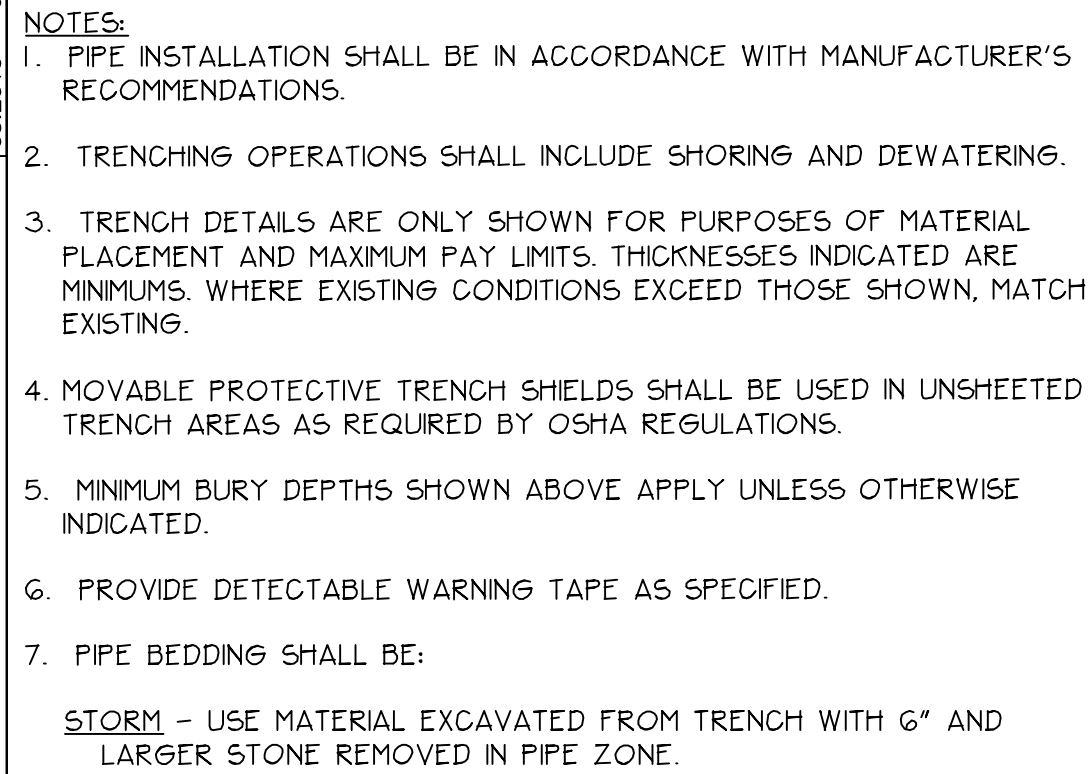 NOTES:
1. PIPE INSTALLATION SHALL BE IN ACCORDANCE WITH MANUFACTURER'S
RECOMMENDATIONS.
2. TRENCHING OPERATIONS SHALL INCLUDE SHORING AND DEWATERING.
3. TRENCH DETAILS ARE ONLY SHOWN FOR PURPOSES OF MATERIAL
PLACEMENT AND MAXIMUM PAY LIMITS. THICKNESSES INDICATED ARE
MINIMUMS. WHERE EXISTING CONDITIONS EXCEED THOSE SHOWN, MATCH
EXISTING.
4. MOVABLE PROTECTIVE TRENCH SHIELDS SHALL BE USED IN UNSHEETED
TRENCH AREAS AS REQUIRED BY OSHA REGULATIONS.
5. MINIMUM BURY DEPTHS SHOWN ABOVE APPLY UNLESS OTHERWISE
INDICATED.
6. PROVIDE DETECTABLE WARNING TAPE AS SPECIFIED.
7. PIPE BEDDING SHALL BE:
STORM – USE MATERIAL EXCAVATED FROM TRENCH WITH 6" AND
LARGER STONE REMOVED IN PIPE ZONE.